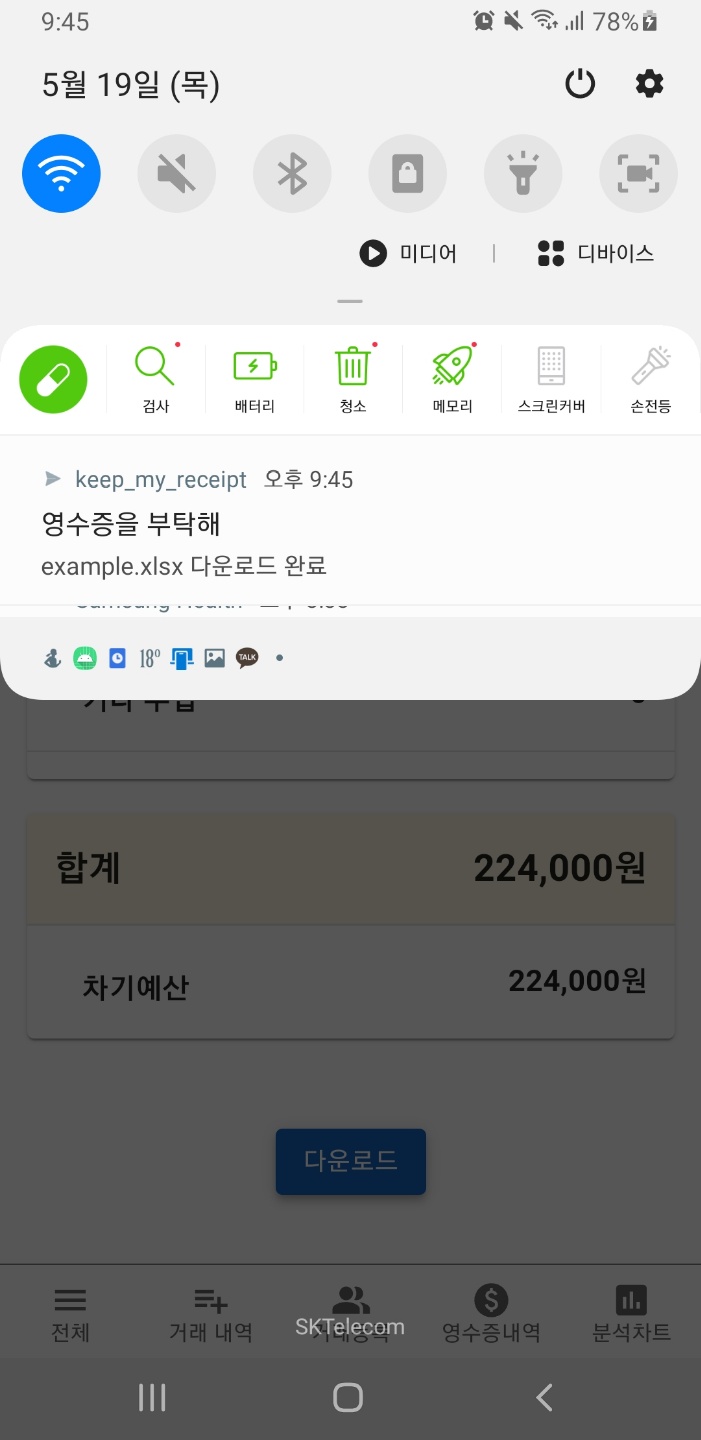 9:45
78%
5월 19일 (목)
미디어 | 디바이스
검사 배터리 청소 메모리 스크린커버 손전등
keep_my_receipt 오후 9:45
영수증을 부탁해
example.xlsx 다운로드 완료
18° TALK
합계 224,000원
차기예산 224,000원
다운로드
전체 거래 내역 영수증내역 분석차트
SKTelecom